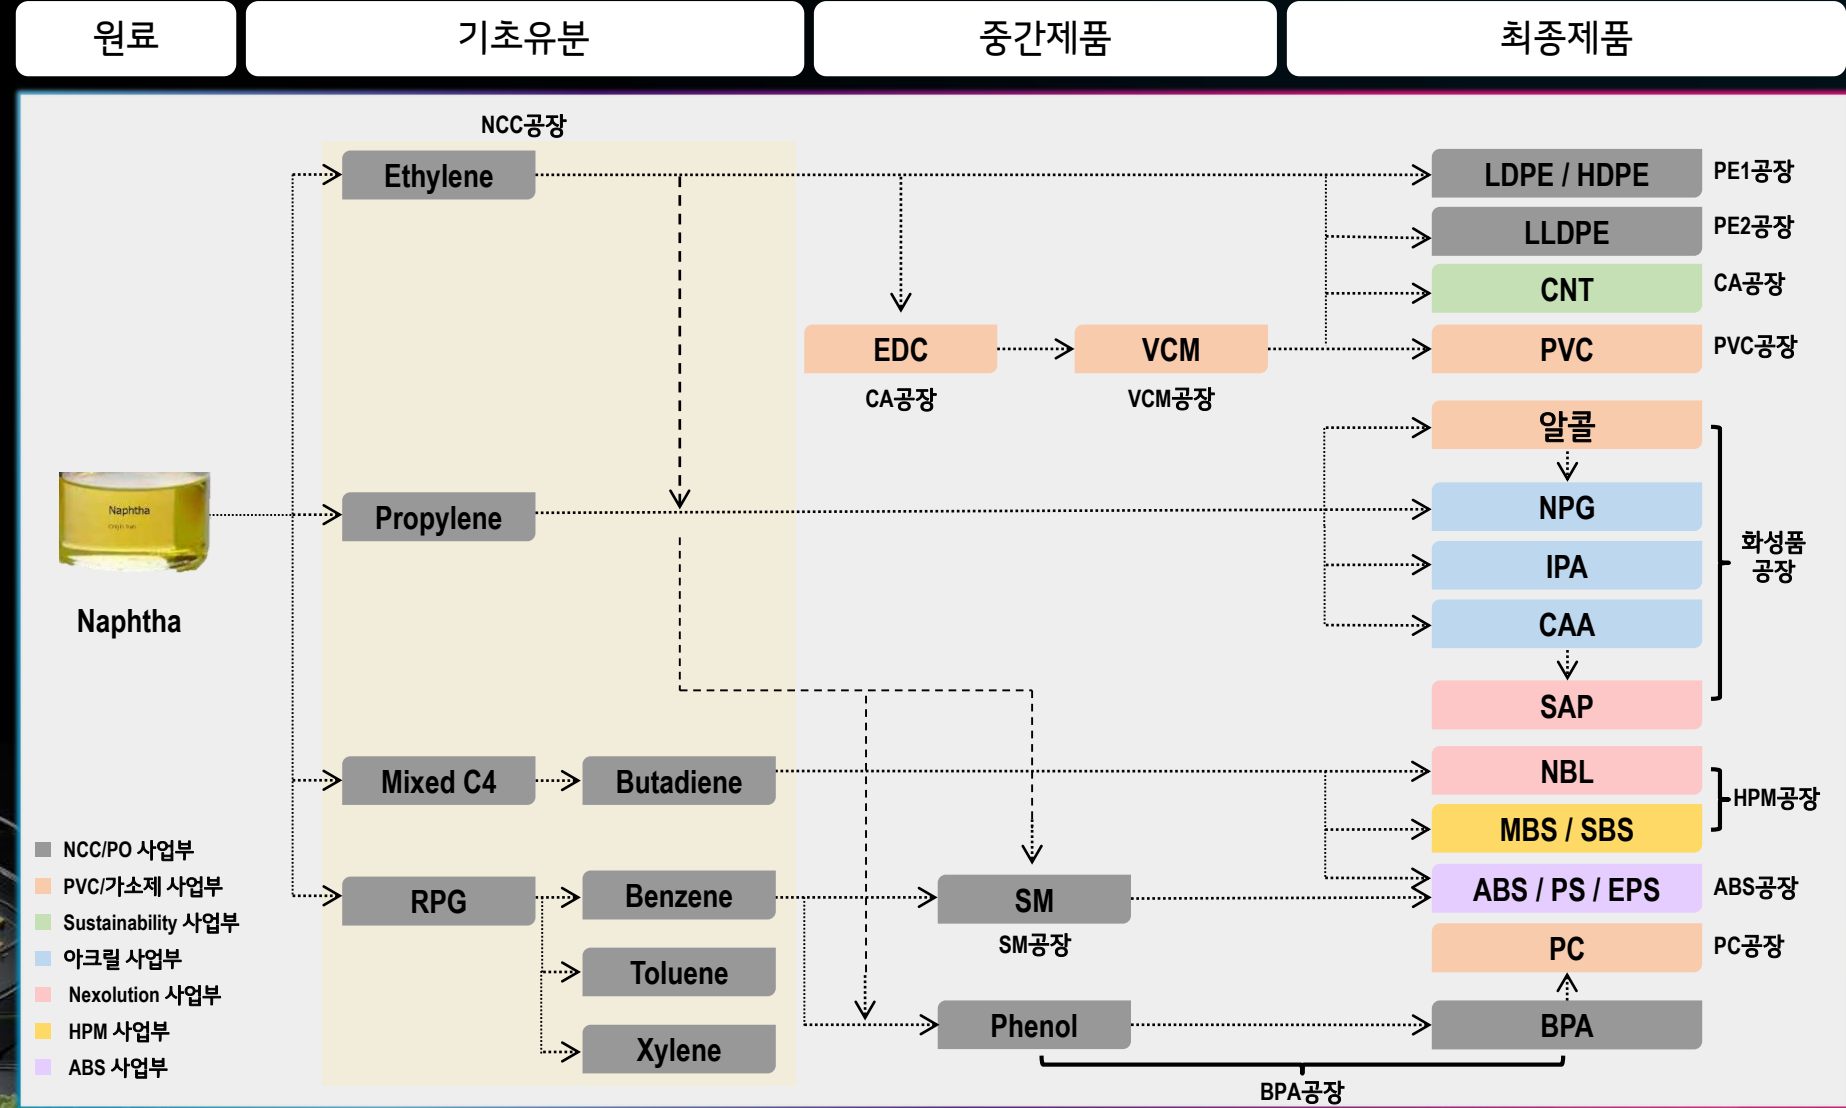 원료
기초유분
중간제품
최종제품
NCC공장
Ethylene
LDPE / HDPE
PE1공장
LLDPE
PE2공장
CNT
CA공장
EDC
VCM
PVC
PVC공장
CA공장
VCM공장
알콜
Naphtha
Propylene
NPG
IPA
화성품
공장
CAA
Naphtha
SAP
Mixed C4
Butadiene
NBL
HPM공장
MBS / SBS
RPG
Benzene
SM
ABS / PS / EPS
ABS공장
SM공장
PC
PC공장
Toluene
Phenol
BPA
Xylene
BPA공장
NCC/PO 사업부
PVC/가소제 사업부
Sustainability 사업부
아크릴 사업부
Nexolution 사업부
HPM 사업부
ABS 사업부